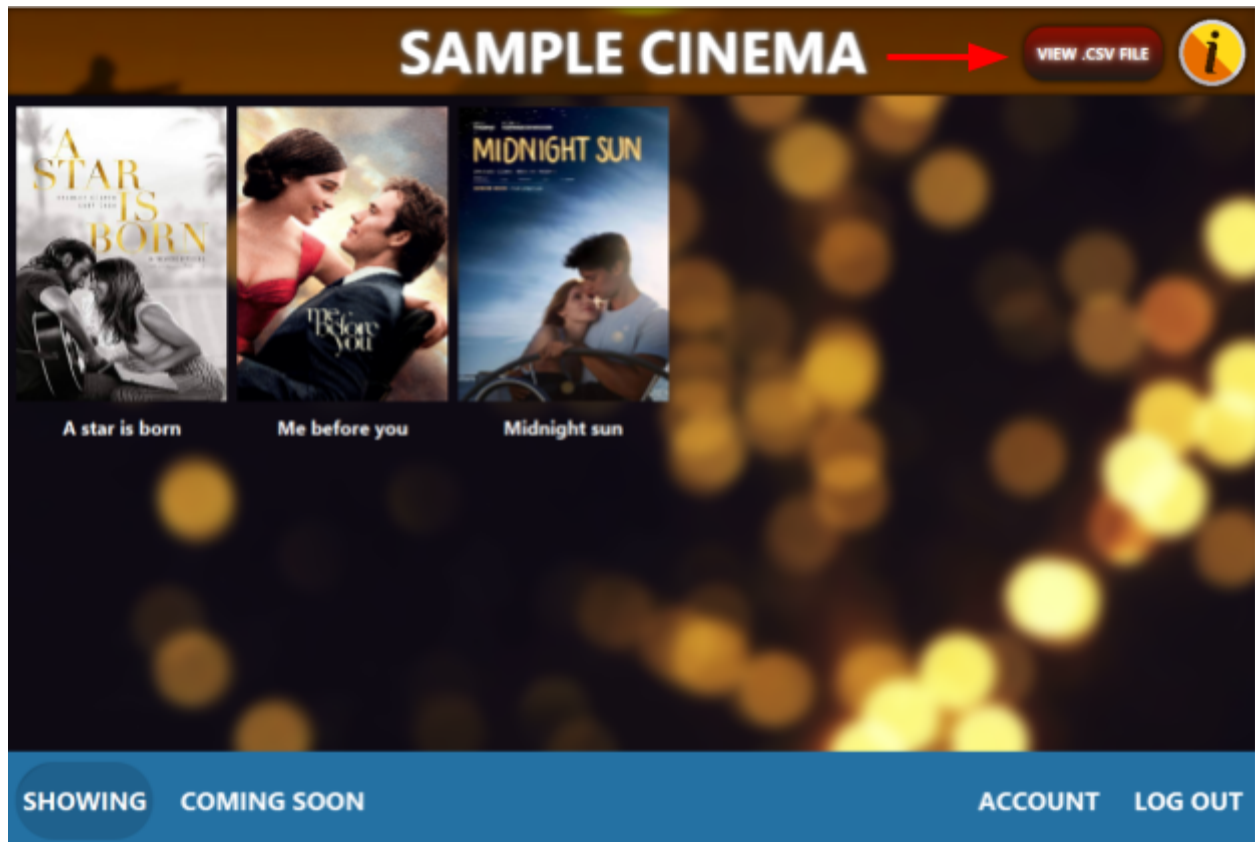 SAMPLE CINEMA
VIEW .CSV FILE
i
A
STAR
IS
BORN
me
Before
you
MIDNIGHT SUN
A star is born
Me before you
Midnight sun
SHOWING
COMING SOON
ACCOUNT
LOG OUT